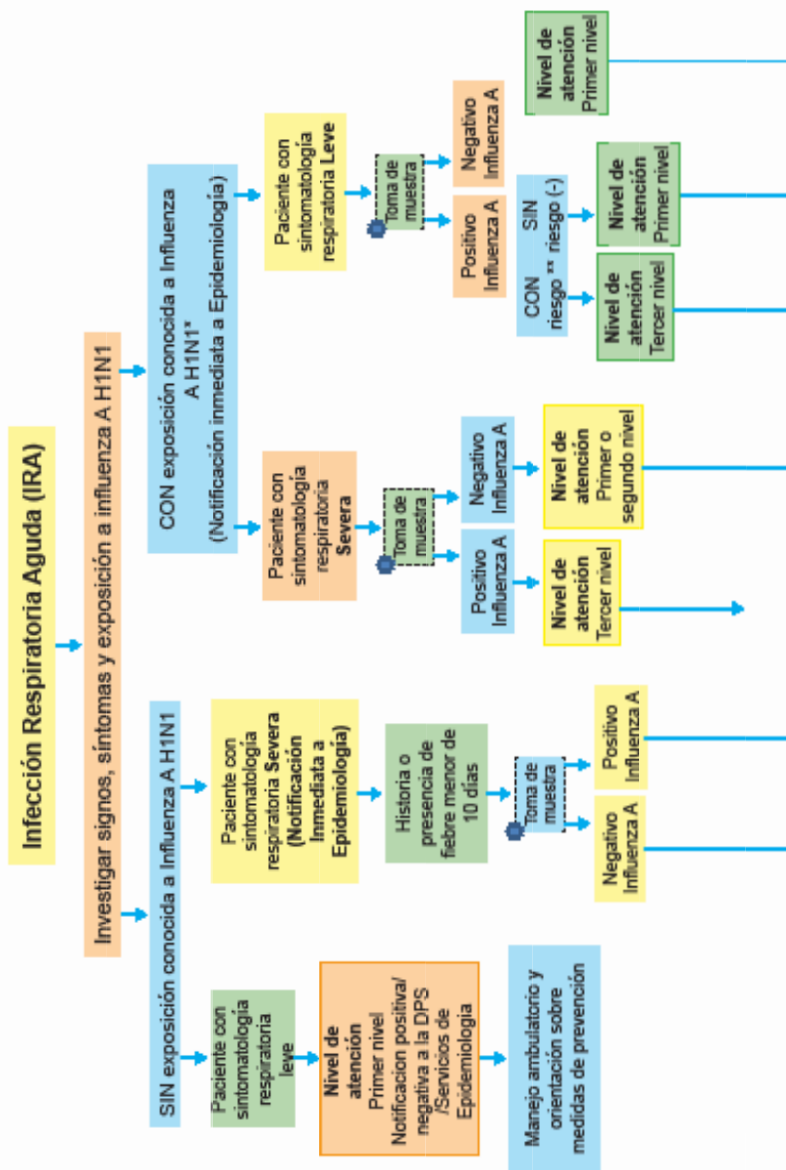 Infección Respiratoria Aguda (IRA)
Investigar signos, síntomas y exposición a influenza A H1N1
SIN exposición conocida a Influenza A H1N1
Paciente con
sintomatología
respiratoria
leve
Nivel de
atención
Primer nivel
Notificacion positiva/
negativa a la DPS
/Servicios de
Epidemiologia
Manejo ambulatorio y
orientación sobre
medidas de prevención
Paciente con
sintomatología
respiratoria Severa
(Notificación
Inmediata a
Epidemiología)
Historia o
presencia de
fiebre menor de
10 días
Toma de
muestra
Negativo
Influenza A
Positivo
Influenza A
CON exposición conocida a Influenza
A H1N1*
(Notificación inmediata a Epidemiología)
Paciente con
sintomatología
respiratoria
Severa
Toma de
muestra
Positivo
Influenza A
Negativo
Influenza A
Nivel de
atención
Tercer nivel
Nivel de
atención
Primer o
segundo nivel
Paciente con
sintomatología
respiratoria Leve
Toma de
muestra
Positivo
Influenza A
Negativo
Influenza A
CON
riesgo **
SIN
riesgo (-)
Nivel de
atención
Tercer nivel
Nivel de
atención
Primer nivel
Nivel de
atención
Primer nivel